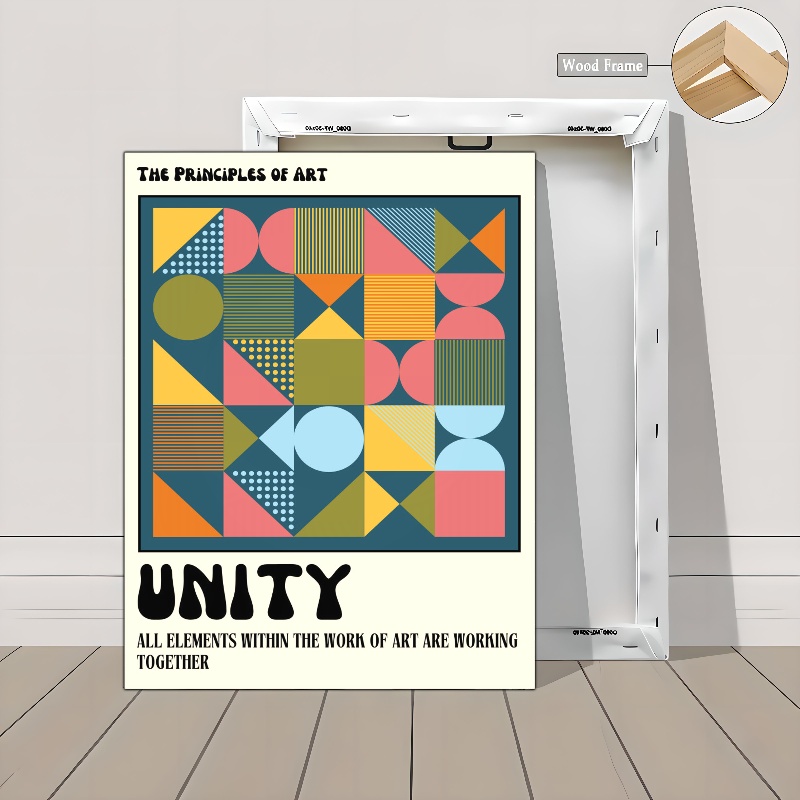 Wood Frame
The Principles of Art
UNITY
ALL ELEMENTS WITHIN THE WORK OF ART ARE WORKING
TOGETHER